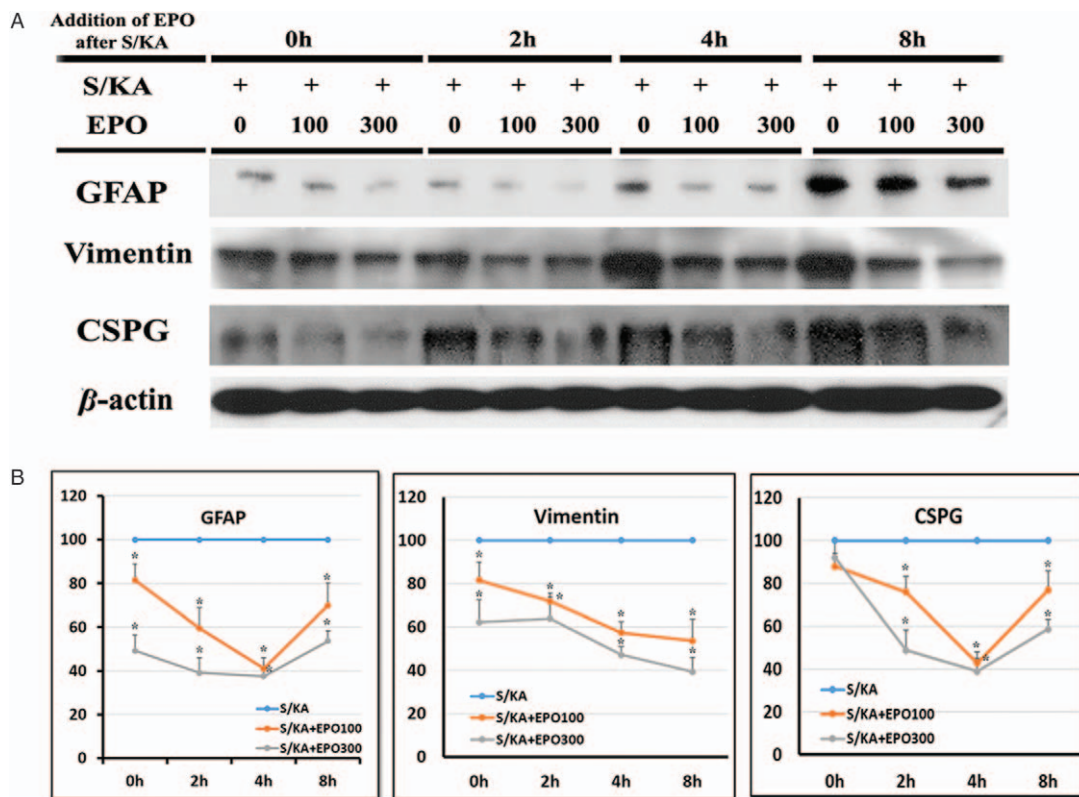 A
Addition of EPO
after S/KA
0h 2h 4h 8h
S/KA + + + + + + + + + + + +
EPO 0 100 300 0 100 300 0 100 300 0 100 300
GFAP
Vimentin
CSPG
β-actin
B
GFAP
120
100
80
60
40
20
0
* * * * * * * *
S/KA
S/KA+EPO100
S/KA+EPO300
0h 2h 4h 8h
Vimentin
120
100
80
60
40
20
0
* * * * * * * *
S/KA
S/KA+EPO100
S/KA+EPO300
0h 2h 4h 8h
CSPG
120
100
80
60
40
20
0
* * * * * *
S/KA
S/KA+EPO100
S/KA+EPO300
0h 2h 4h 8h